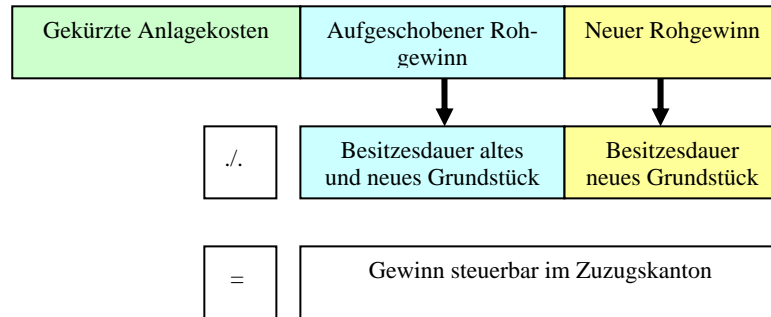 Gekürzte Anlagekosten
Aufgeschobener Roh-
gewinn
Neuer Rohgewinn
./.
Besitzesdauer altes
und neues Grundstück
Besitzesdauer
neues Grundstück
=
Gewinn steuerbar im Zuzugskanton